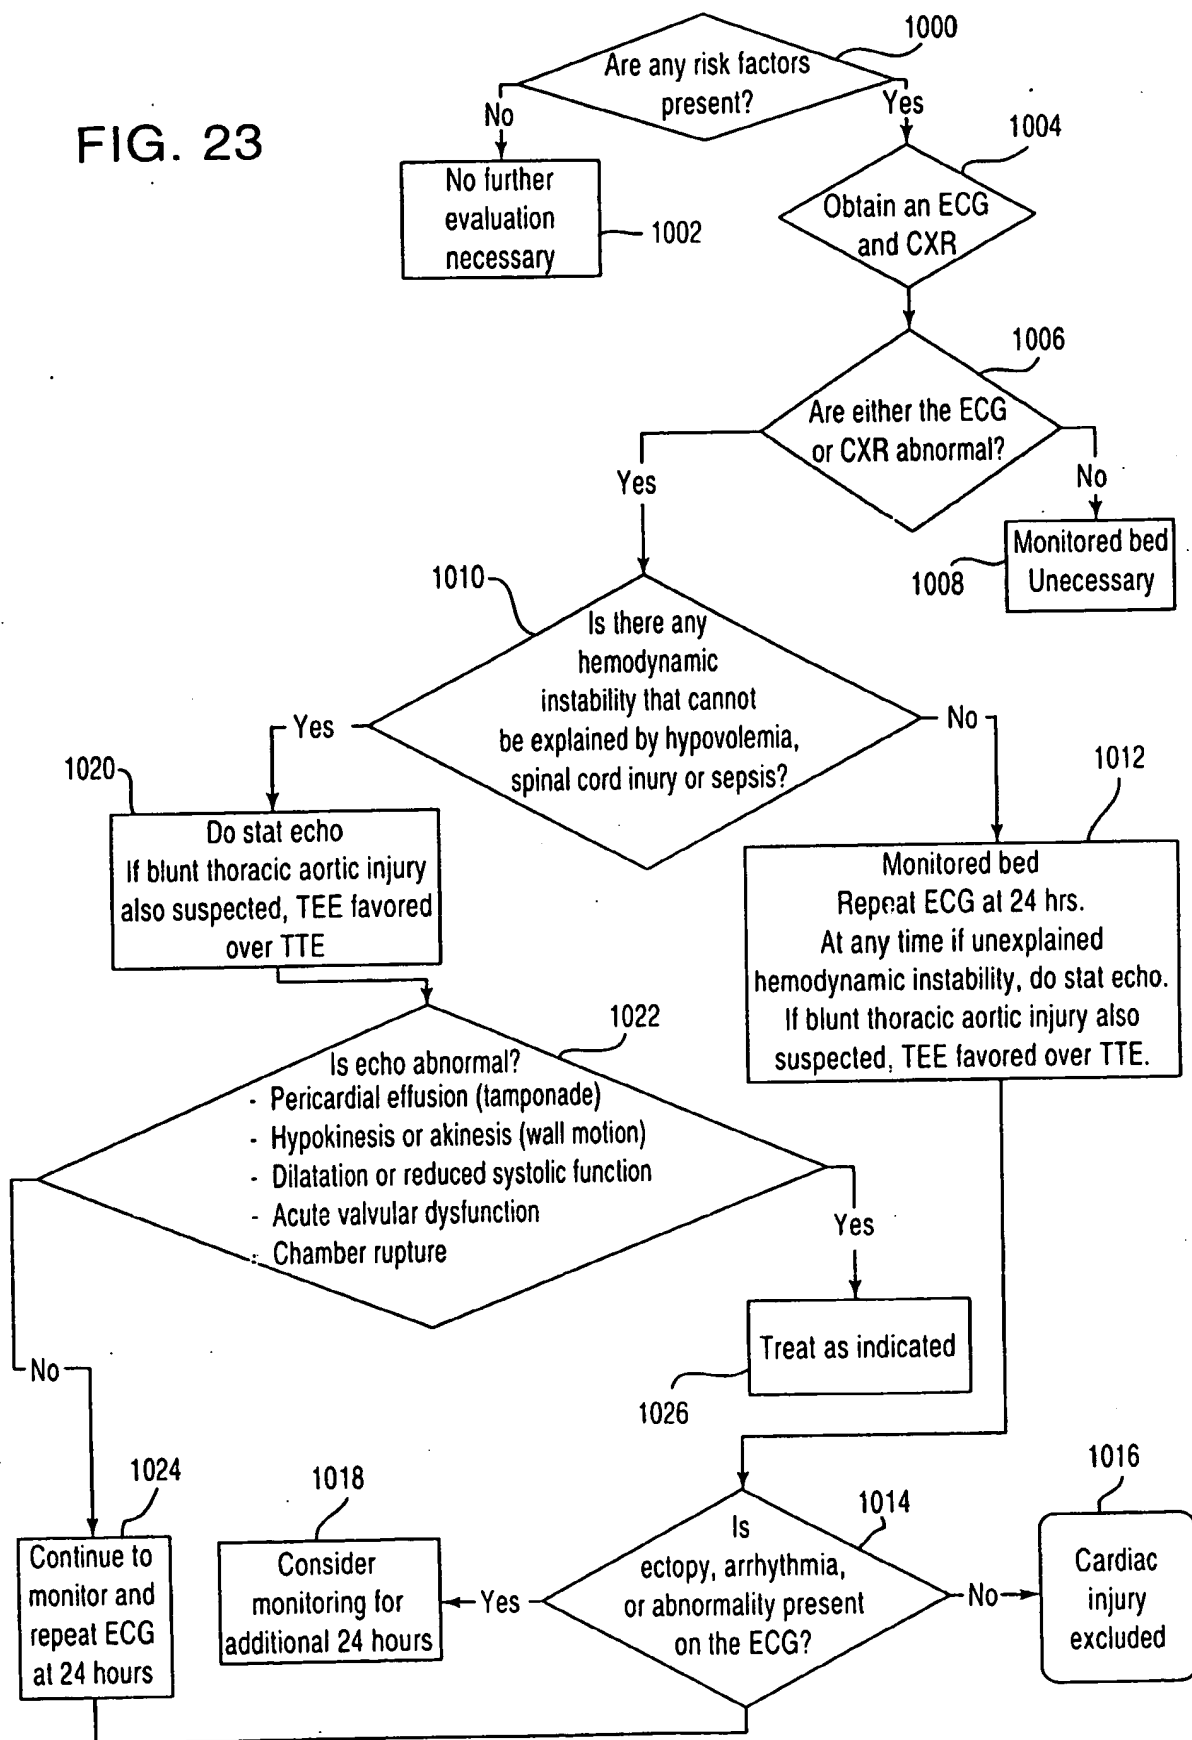 FIG. 23
1000
Are any risk factors
present?
No
Yes
No further
evaluation
necessary
1002
1004
Obtain an ECG
and CXR
1006
Are either the ECG
or CXR abnormal?
Yes
No
1008
Monitored bed
Unecessary
1010
Is there any
hemodynamic
instability that cannot
be explained by hypovolemia,
spinal cord inury or sepsis?
Yes
No
1020
Do stat echo
If blunt thoracic aortic injury
also suspected, TEE favored
over TTE
1012
Monitored bed
Repeat ECG at 24 hrs.
At any time if unexplained
hemodynamic instability, do stat echo.
If blunt thoracic aortic injury also
suspected, TEE favored over TTE.
1022
Is echo abnormal?
- Pericardial effusion (tamponade)
- Hypokinesis or akinesis (wall motion)
- Dilatation or reduced systolic function
- Acute valvular dysfunction
- Chamber rupture
Yes
No
Treat as indicated
1026
1024
Continue to
monitor and
repeat ECG
at 24 hours
1018
Consider
monitoring for
additional 24 hours
Yes
1014
Is
ectopy, arrhythmia,
or abnormality present
on the ECG?
No
1016
Cardiac
injury
excluded